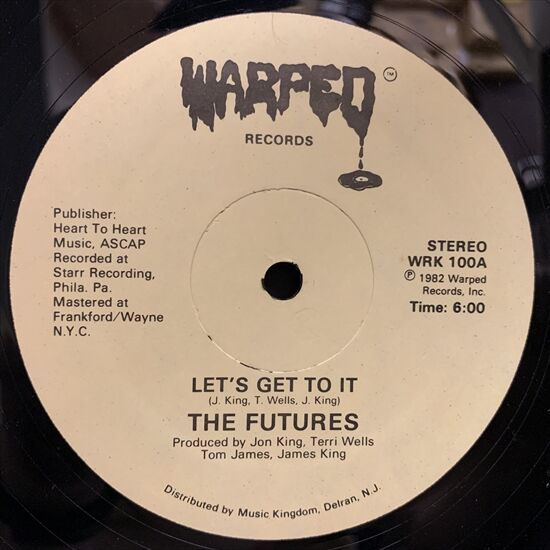 WARPED ™
RECORDS
Publisher:
Heart To Heart
Music, ASCAP
Recorded at
Starr Recording,
Phila. Pa.
Mastered at
Frankford/Wayne
N.Y.C.
STEREO
WRK 100A
℗ 1982 Warped
Records, Inc.
Time: 6:00
LET'S GET TO IT
(J. King, T. Wells, J. King)
THE FUTURES
Produced by Jon King, Terri Wells
Tom James, James King
Distributed by Music Kingdom, Delran, N.J.